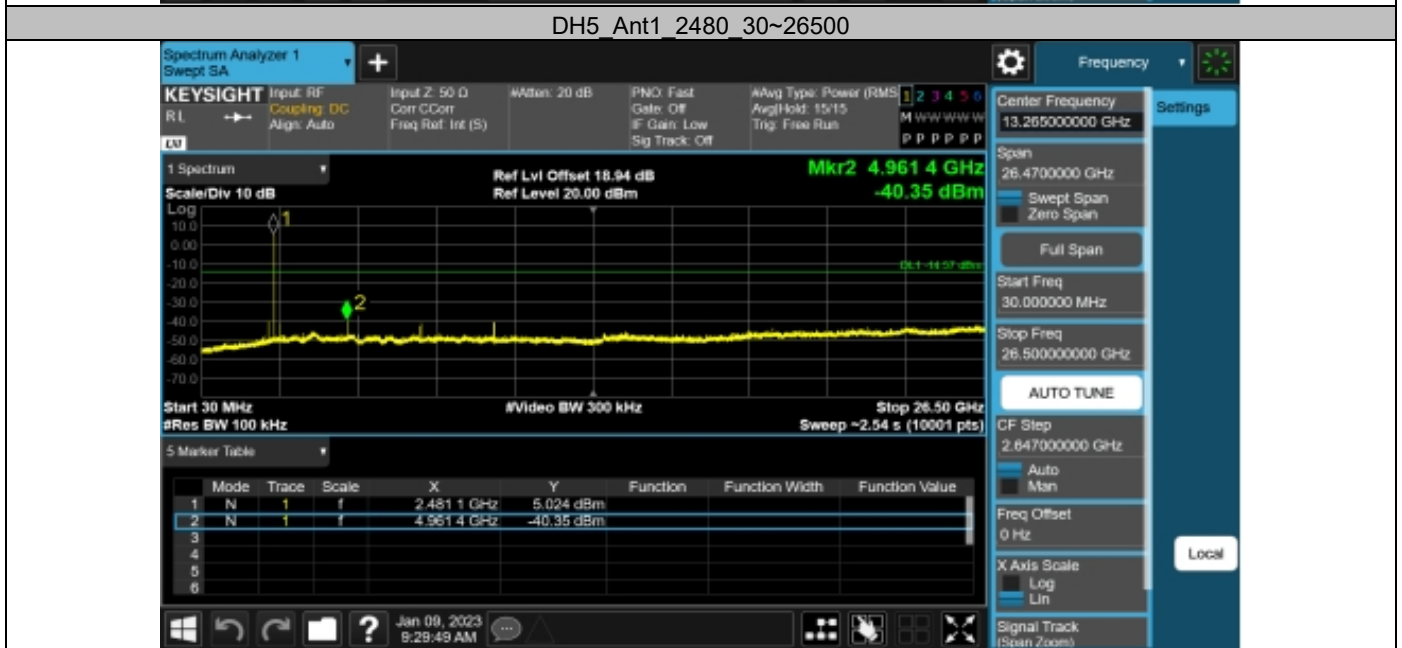 DH5_Ant1_2480_30~26500
Spectrum Analyzer 1
Swept SA
Frequency
KEYSIGHT
RL
LXI
Input: RF
Coupling: DC
Align: Auto
Input Z: 50 Ω
Corr CCorr
Freq Ref: Int (S)
#Atten: 20 dB
PNO: Fast
Gate: Off
IF Gain: Low
Sig Track: Off
#Avg Type: Power (RMS
Avg|Hold: 15/15
Trig: Free Run
1 2 3 4 5 6
M W W W W W
P P P P P P
1 Spectrum
Scale/Div 10 dB
Ref Lvl Offset 18.94 dB
Ref Level 20.00 dBm
Mkr2 4.961 4 GHz
-40.35 dBm
Log
10.0
0.00
-10.0
-20.0
-30.0
-40.0
-50.0
-60.0
-70.0
1
2
DL1 -14.57 dBm
Start 30 MHz
#Res BW 100 kHz
#Video BW 300 kHz
Stop 26.50 GHz
Sweep ~2.54 s (10001 pts)
5 Marker Table
Mode Trace Scale X Y Function Function Width Function Value
1 N 1 f 2.481 1 GHz 5.024 dBm
2 N 1 f 4.961 4 GHz -40.35 dBm
3
4
5
6
Jan 09, 2023
9:29:49 AM
Center Frequency
13.265000000 GHz
Settings
Span
26.4700000 GHz
Swept Span
Zero Span
Full Span
Start Freq
30.000000 MHz
Stop Freq
26.500000000 GHz
AUTO TUNE
CF Step
2.647000000 GHz
Auto
Man
Freq Offset
0 Hz
Local
X Axis Scale
Log
Lin
Signal Track
(Span Zoom)